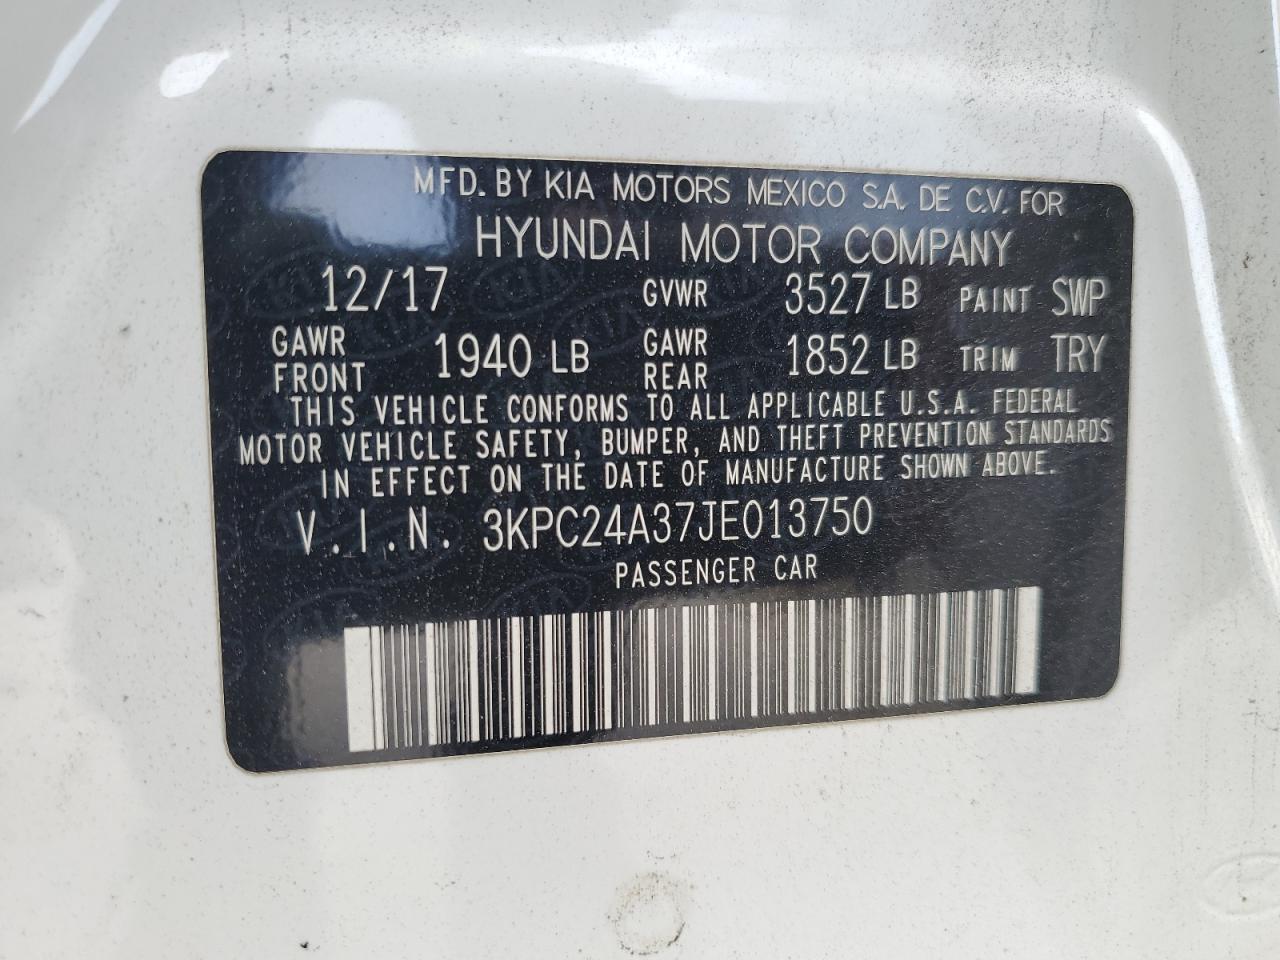 MFD. BY KIA MOTORS MEXICO S.A. DE C.V. FOR
HYUNDAI MOTOR COMPANY
12/17 GVWR 3527 LB PAINT SWP
GAWR FRONT 1940 LB GAWR REAR 1852 LB TRIM TRY
THIS VEHICLE CONFORMS TO ALL APPLICABLE U.S.A. FEDERAL
MOTOR VEHICLE SAFETY, BUMPER, AND THEFT PREVENTION STANDARDS
IN EFFECT ON THE DATE OF MANUFACTURE SHOWN ABOVE.
V.I.N. 3KPC24A37JE013750
PASSENGER CAR